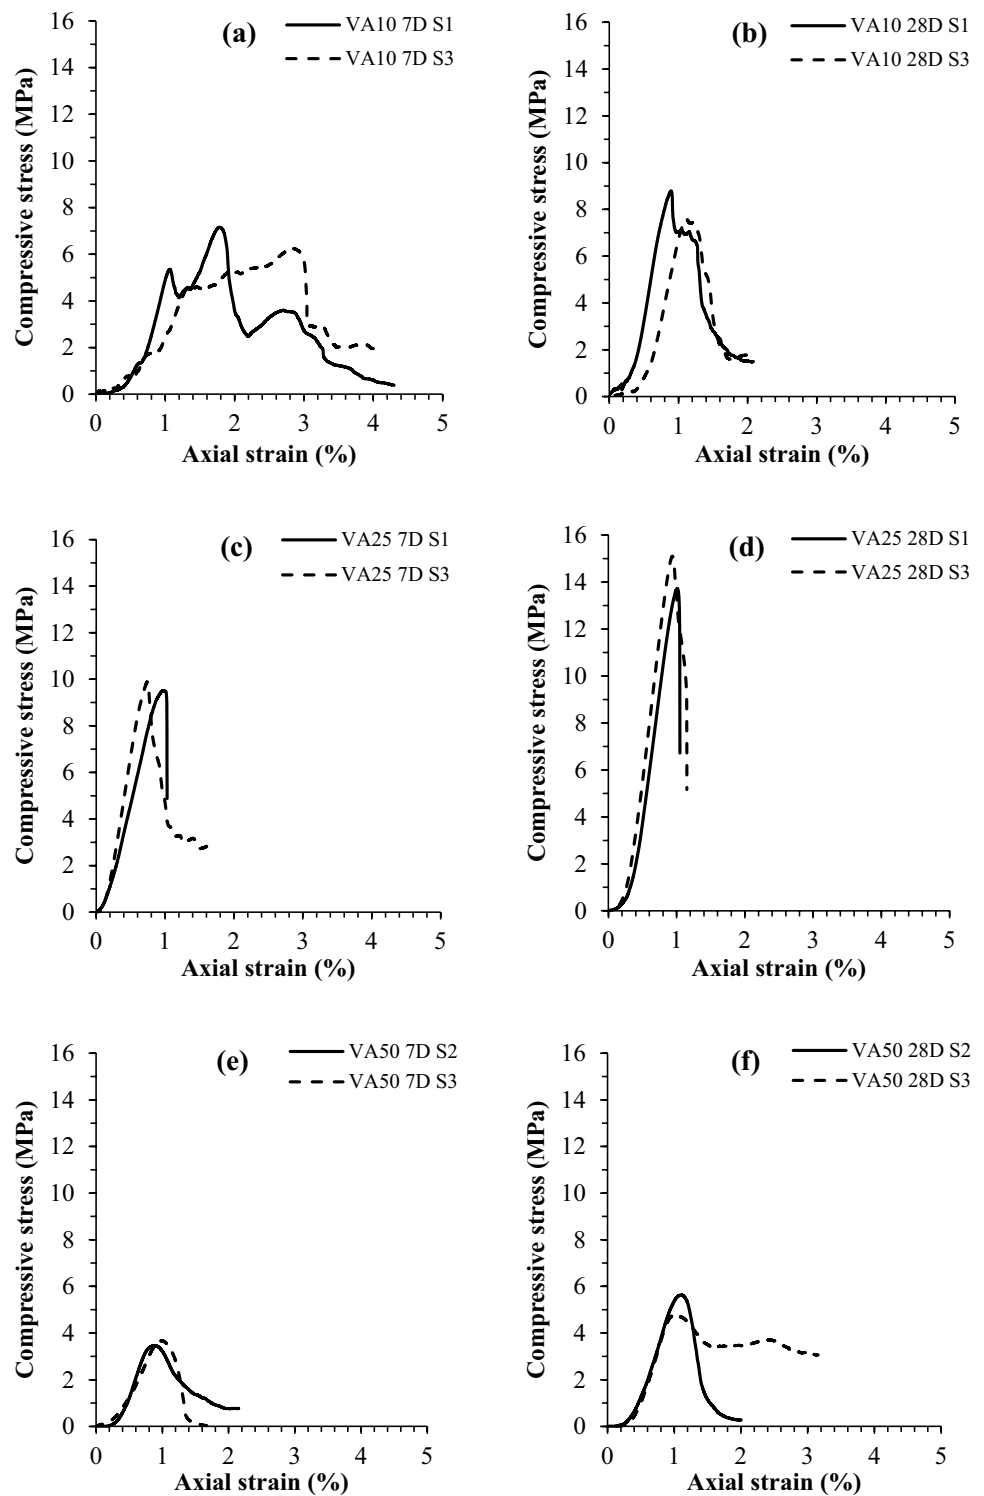 (a)
VA10 7D S1
VA10 7D S3
Compressive stress (MPa)
16
14
12
10
8
6
4
2
0
0 1 2 3 4 5
Axial strain (%)
(b)
VA10 28D S1
VA10 28D S3
Compressive stress (MPa)
16
14
12
10
8
6
4
2
0
0 1 2 3 4 5
Axial strain (%)
(c)
VA25 7D S1
VA25 7D S3
Compressive stress (MPa)
16
14
12
10
8
6
4
2
0
0 1 2 3 4 5
Axial strain (%)
(d)
VA25 28D S1
VA25 28D S3
Compressive stress (MPa)
16
14
12
10
8
6
4
2
0
0 1 2 3 4 5
Axial strain (%)
(e)
VA50 7D S2
VA50 7D S3
Compressive stress (MPa)
16
14
12
10
8
6
4
2
0
0 1 2 3 4 5
Axial strain (%)
(f)
VA50 28D S2
VA50 28D S3
Compressive stress (MPa)
16
14
12
10
8
6
4
2
0
0 1 2 3 4 5
Axial strain (%)